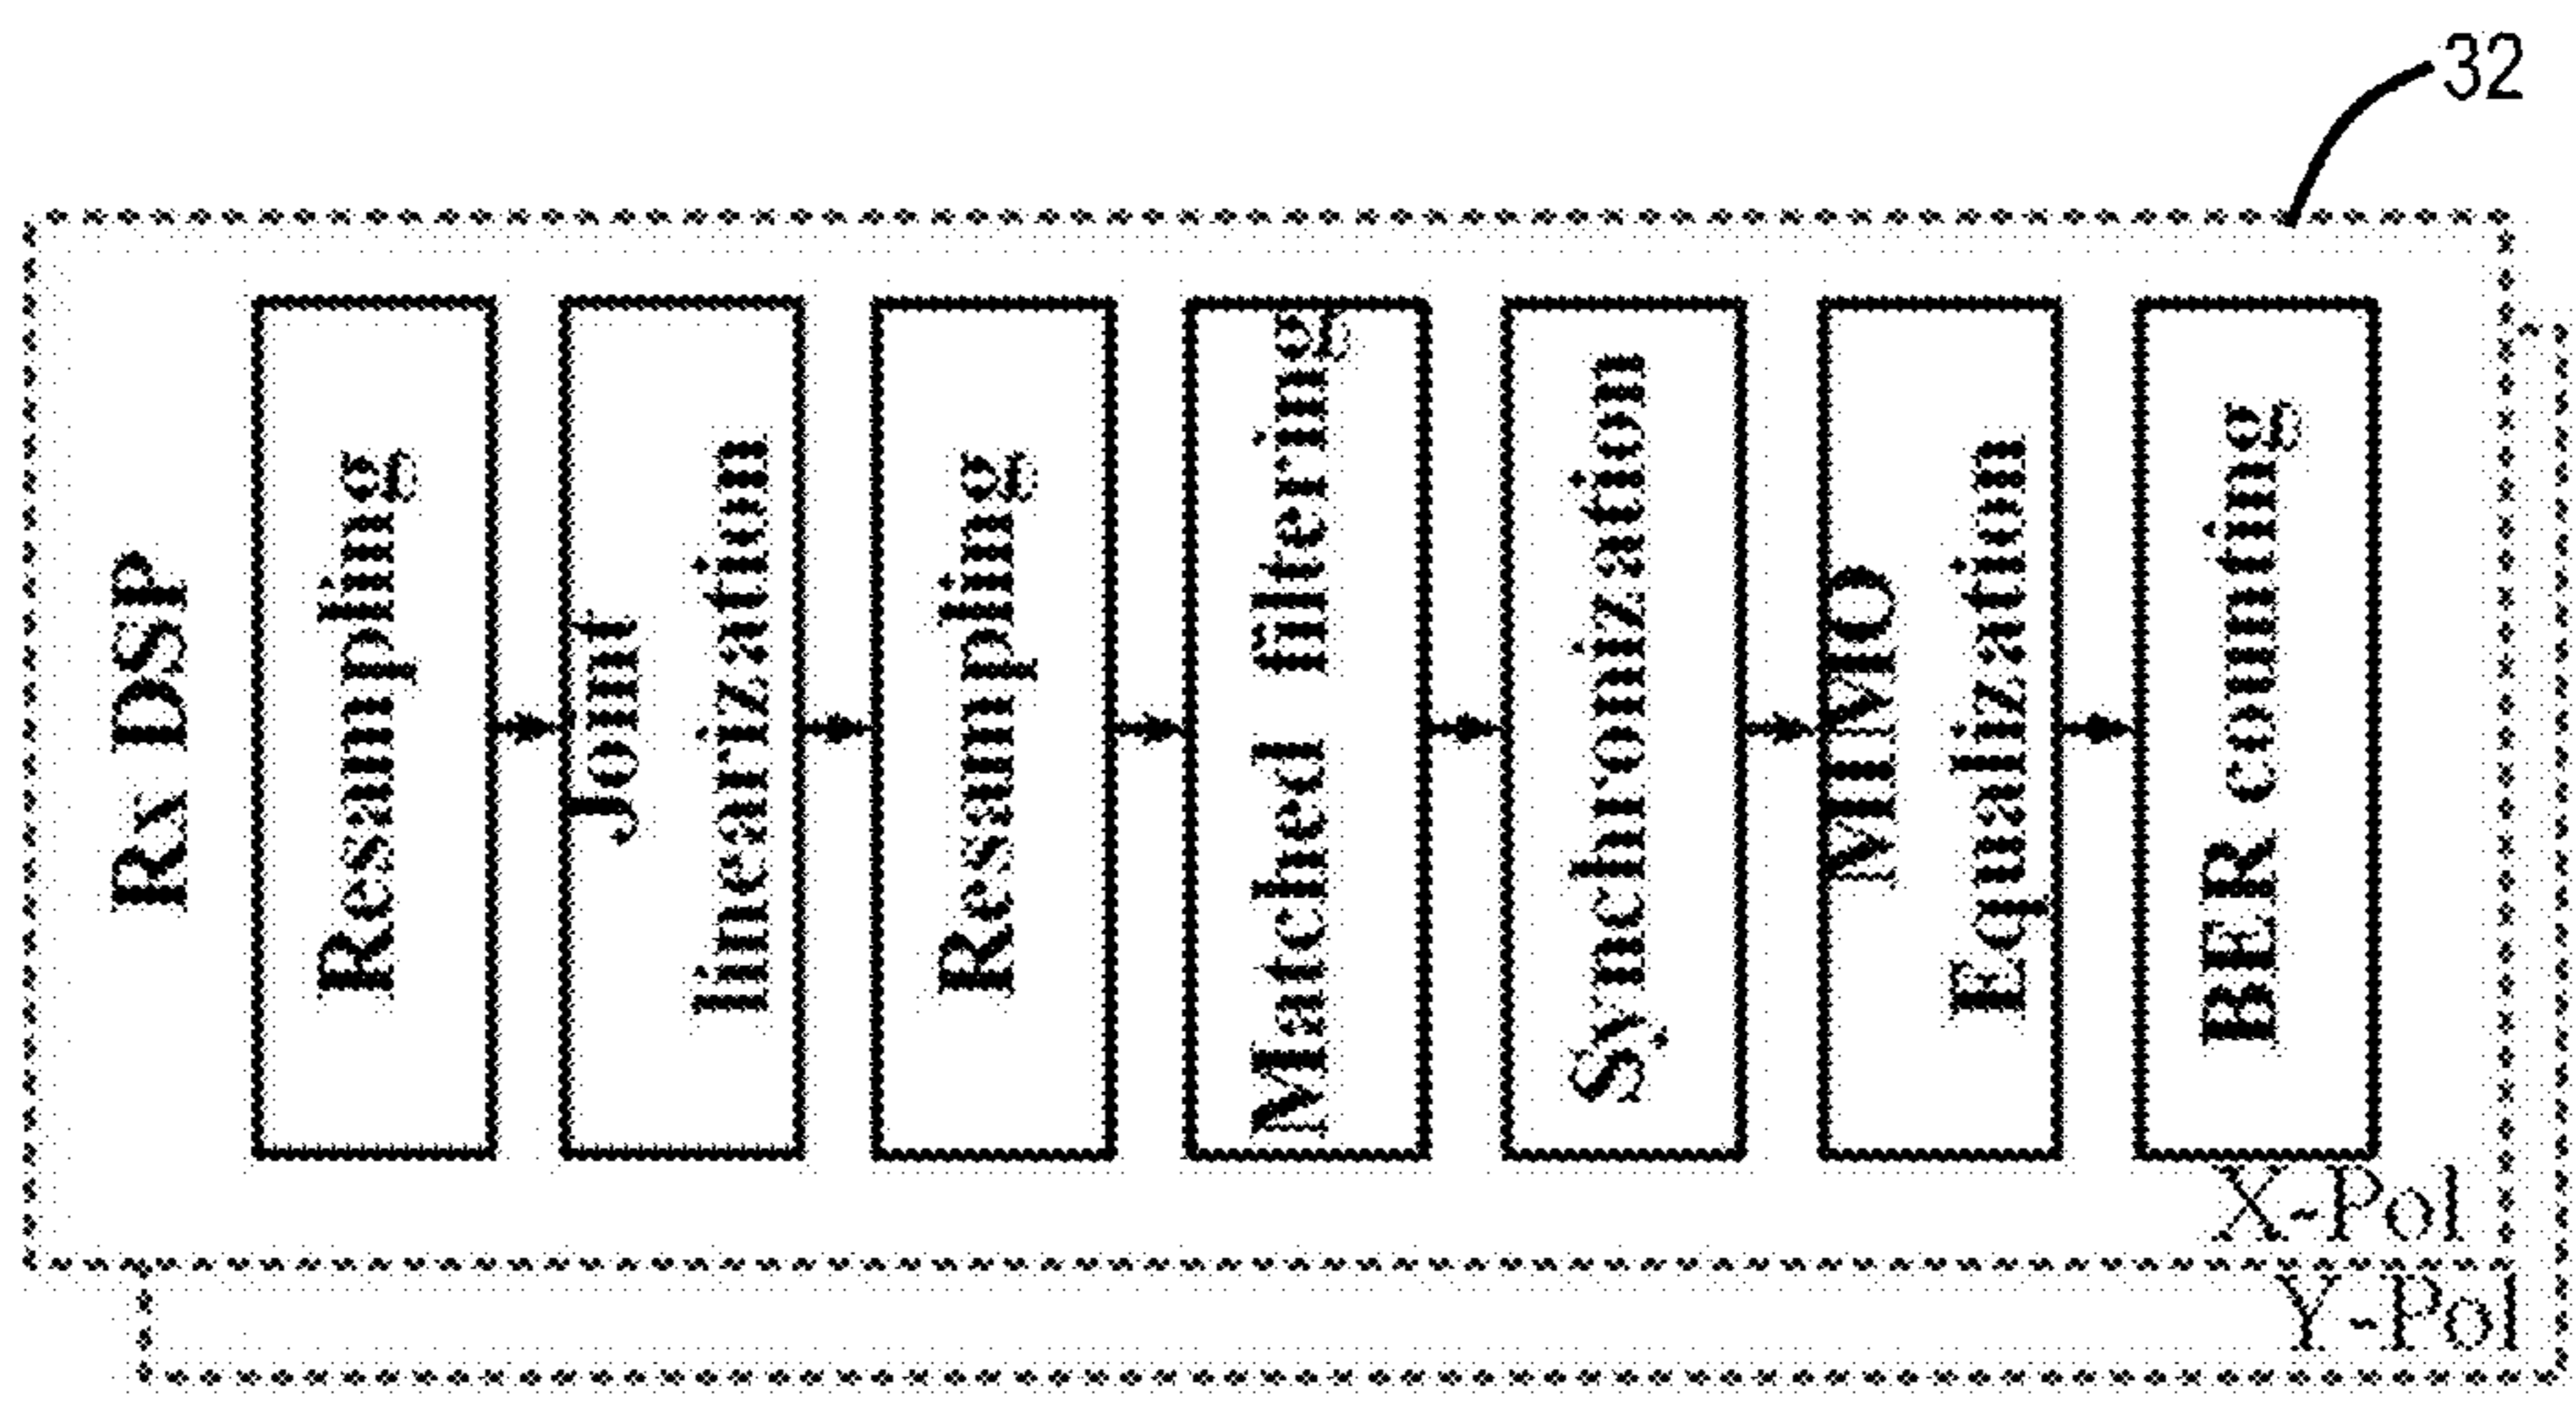 32
Rx DSP
Resampling
Joint
linearization
Resampling
Matched filtering
Synchronization
MIMO
Equalization
BER counting
X-Pol
Y-Pol